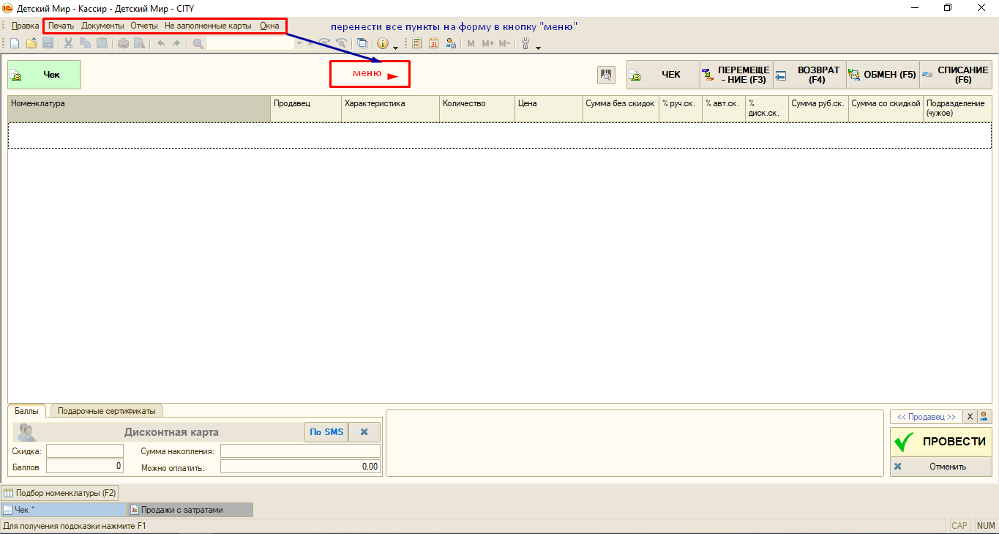 Детский Мир - Кассир - Детский Мир - CITY
Правка Печать Документы Отчеты Не заполненные карты Окна
перенести все пункты на форму в кнопку "меню"
M M+ M-
Чек
меню
ЧЕК
ПЕРЕМЕЩЕ
- НИЕ (F3)
ВОЗВРАТ
(F4)
ОБМЕН (F5)
СПИСАНИЕ
(F6)
Номенклатура
Продавец
Характеристика
Количество
Цена
Сумма без скидок
% руч.ск.
% авт.ск.
%
диск.ск.
Сумма руб.ск.
Сумма со скидкой
Подразделение
(чужое)
Баллы
Подарочные сертификаты
Дисконтная карта
По SMS
Скидка:
Сумма накопления:
Баллов
0
Можно оплатить:
0,00
<< Продавец >>
X
ПРОВЕСТИ
Отменить
Подбор номенклатуры (F2)
Чек *
Продажи с затратами
Для получения подсказки нажмите F1
CAP
NUM